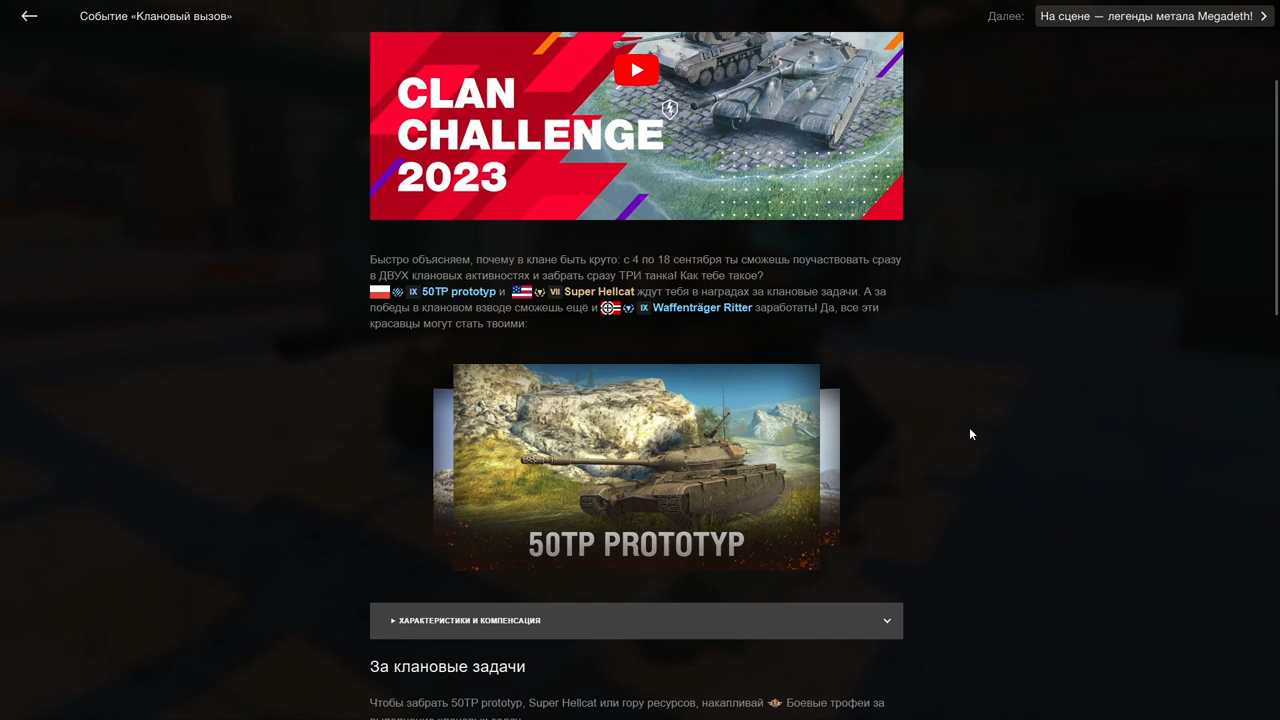 Событие «Клановый вызов»
Далее: На сцене — легенды метала Megadeth!
CLAN
CHALLENGE
2023
Быстро объясняем, почему в клане быть круто: с 4 по 18 сентября ты сможешь поучаствовать сразу
в ДВУХ клановых активностях и забрать сразу ТРИ танка! Как тебе такое?
IX 50TP prototyp и VII Super Hellcat ждут тебя в наградах за клановые задачи. А за
победы в клановом взводе сможешь ещё и IX Waffenträger Ritter заработать! Да, все эти
красавцы могут стать твоими:
50TP PROTOTYP
ХАРАКТЕРИСТИКИ И КОМПЕНСАЦИЯ
За клановые задачи
Чтобы забрать 50TP prototyp, Super Hellcat или гору ресурсов, накапливай Боевые трофеи за